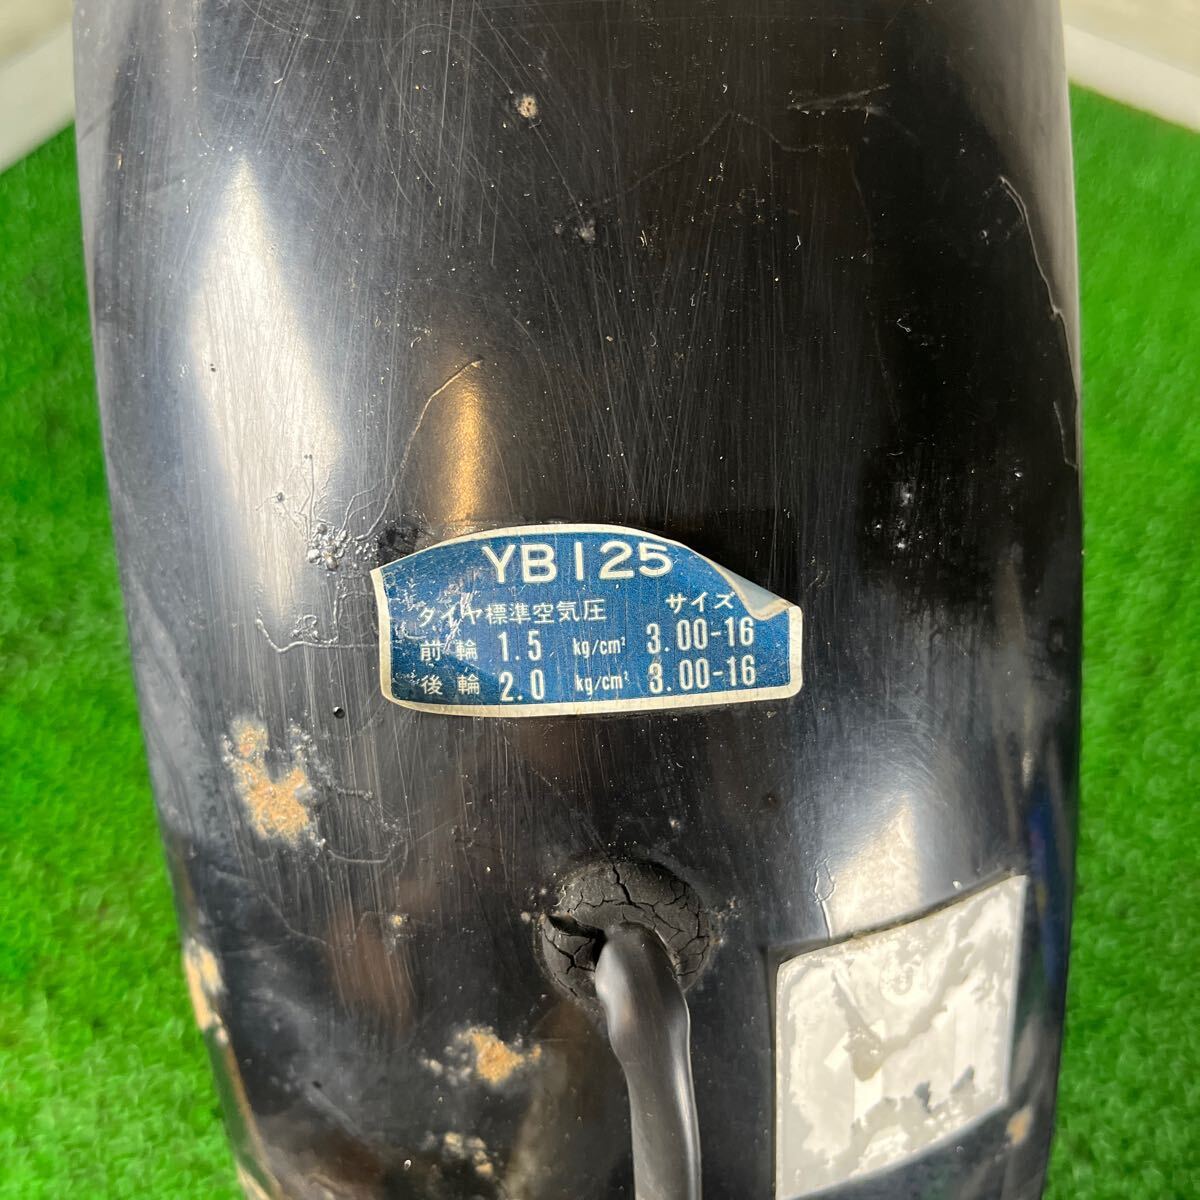 YB125
タイヤ標準空気圧 サイズ
前輪 1.5 kg/cm² 3.00-16
後輪 2.0 kg/cm² 3.00-16